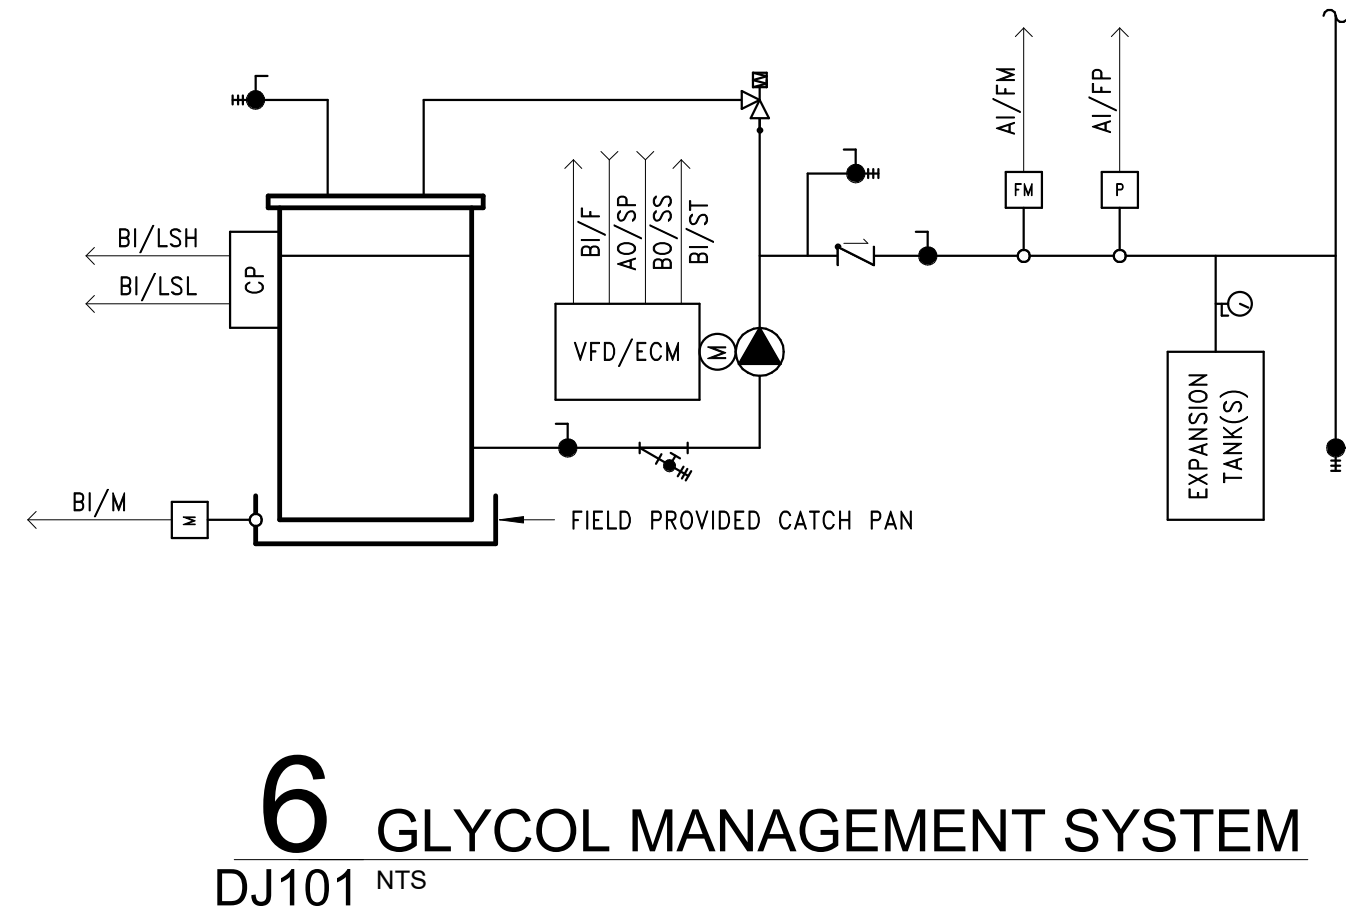 AI/FM
AI/FP
FM
P
BI/F
AO/SP
BO/SS
BI/ST
BI/LSH
BI/LSL
CP
VFD/ECM
M
EXPANSION
TANK(S)
BI/M
M
FIELD PROVIDED CATCH PAN
6
GLYCOL MANAGEMENT SYSTEM
DJ101
NTS